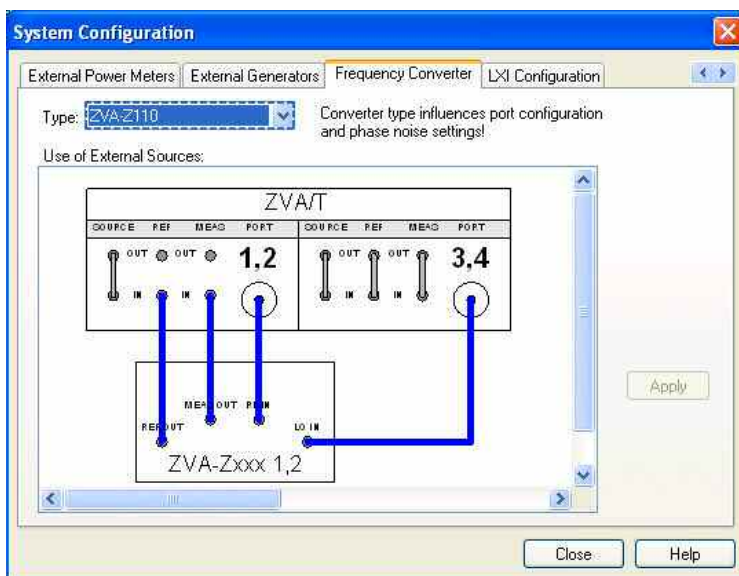 System Configuration
External Power Meters External Generators Frequency Converter LXI Configuration
Type: ZVA-Z110
Converter type influences port configuration
and phase noise settings!
Use of External Sources:
ZVA/T
SOURCE REF MEAS PORT SOURCE REF MEAS PORT
OUT OUT 1,2 OUT OUT 3,4
IN IN IN IN
MEAS OUT RF IN
REF OUT LO IN
ZVA-Zxxx 1,2
Apply
Close Help